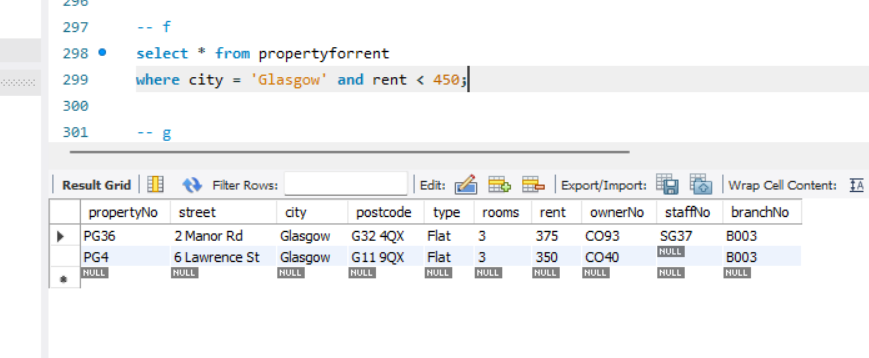 296
297 -- f
298 select * from propertyforrent
299 where city = 'Glasgow' and rent < 450;
300
301 -- g
Result Grid Filter Rows: Edit: Export/Import: Wrap Cell Content: IA
propertyNo street city postcode type rooms rent ownerNo staffNo branchNo
PG36 2 Manor Rd Glasgow G32 4QX Flat 3 375 CO93 SG37 B003
PG4 6 Lawrence St Glasgow G11 9QX Flat 3 350 CO40 NULL B003
NULL NULL NULL NULL NULL NULL NULL NULL NULL NULL